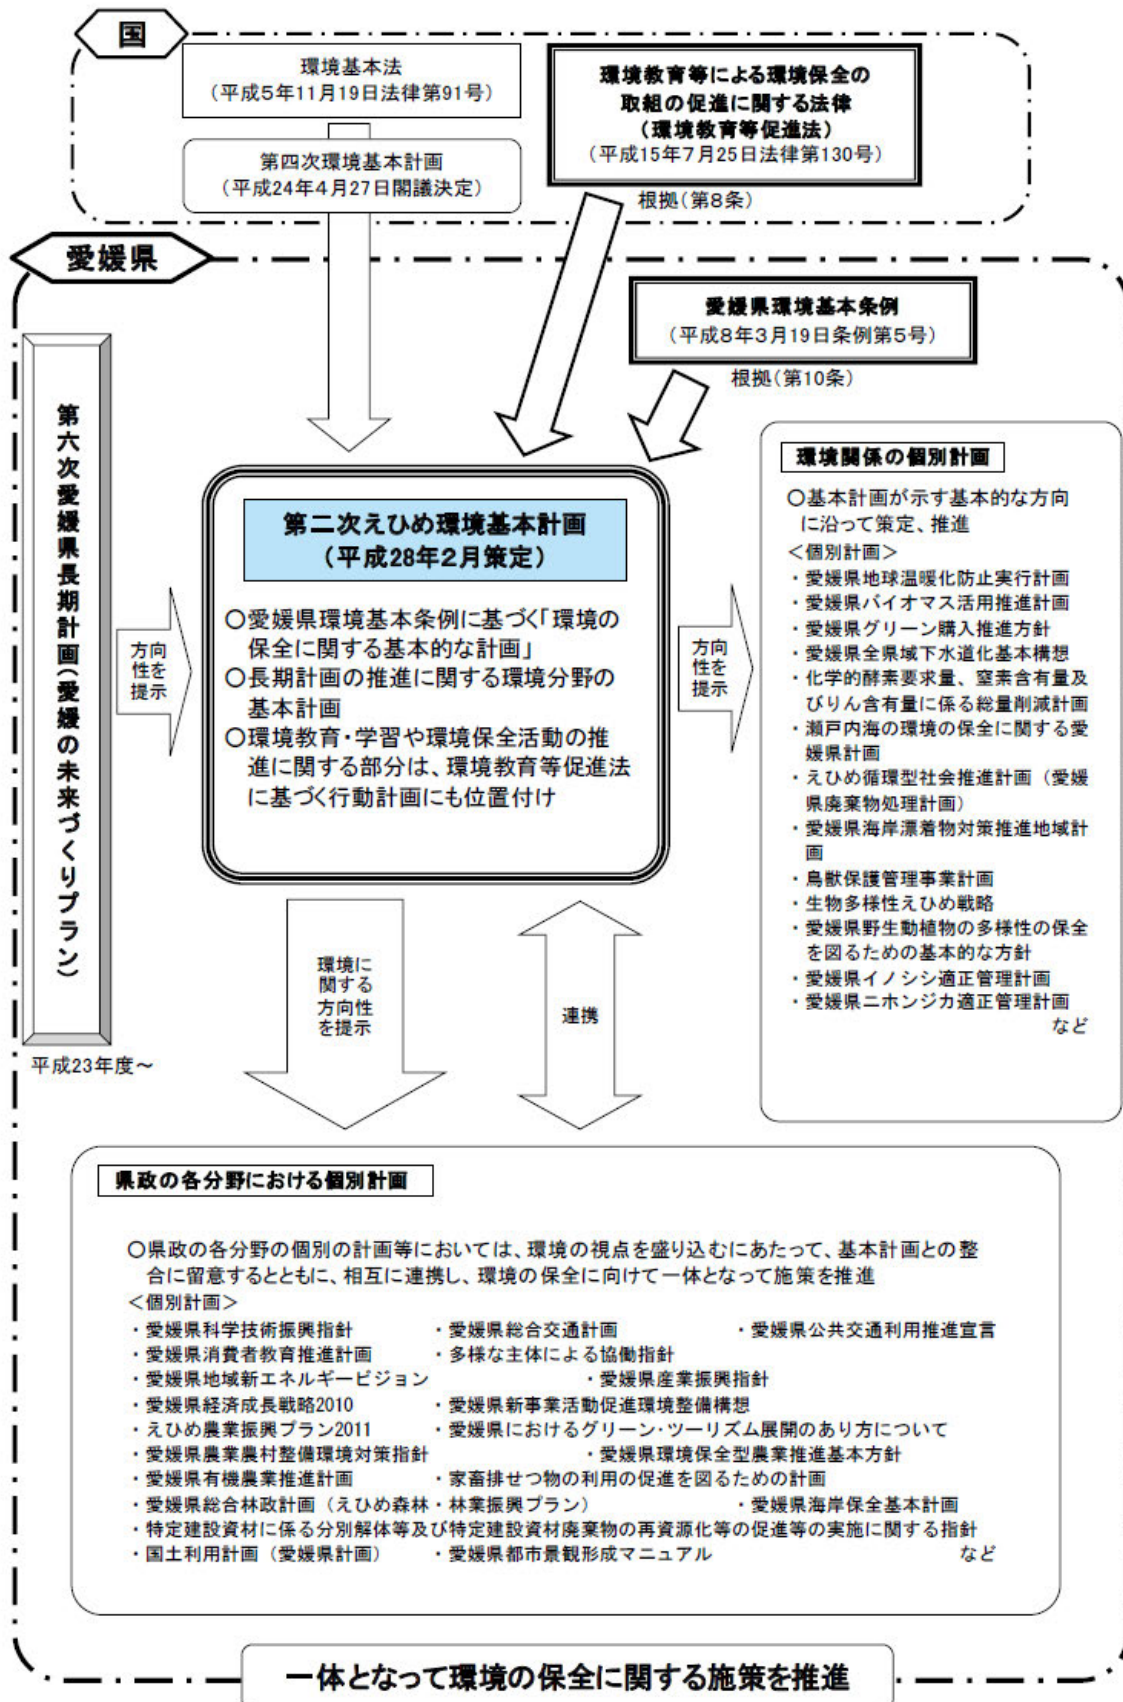 国
環境基本法
（平成5年11月19日法律第91号）
環境教育等による環境保全の
取組の促進に関する法律
（環境教育等促進法）
（平成15年7月25日法律第130号）
第四次環境基本計画
（平成24年4月27日閣議決定）
根拠（第8条）
愛媛県
愛媛県環境基本条例
（平成8年3月19日条例第5号）
根拠（第10条）
第六次愛媛県長期計画（愛媛の未来づくりプラン）
平成23年度～
方向
性を
提示
第二次えひめ環境基本計画
（平成28年2月策定）
○愛媛県環境基本条例に基づく「環境の
保全に関する基本的な計画」
○長期計画の推進に関する環境分野の
基本計画
○環境教育・学習や環境保全活動の推
進に関する部分は、環境教育等促進法
に基づく行動計画にも位置付け
方向
性を
提示
環境関係の個別計画
○基本計画が示す基本的な方向
に沿って策定、推進
＜個別計画＞
・愛媛県地球温暖化防止実行計画
・愛媛県バイオマス活用推進計画
・愛媛県グリーン購入推進方針
・愛媛県全県域下水道化基本構想
・化学的酵素要求量、窒素含有量及
びりん含有量に係る総量削減計画
・瀬戸内海の環境の保全に関する愛
媛県計画
・えひめ循環型社会推進計画（愛媛
県廃棄物処理計画）
・愛媛県海岸漂着物対策推進地域計
画
・鳥獣保護管理事業計画
・生物多様性えひめ戦略
・愛媛県野生動植物の多様性の保全
を図るための基本的な方針
・愛媛県イノシシ適正管理計画
・愛媛県ニホンジカ適正管理計画
など
環境に
関する
方向性
を提示
連携
県政の各分野における個別計画
○県政の各分野の個別の計画等においては、環境の視点を盛り込むにあたって、基本計画との整
合に留意するとともに、相互に連携し、環境の保全に向けて一体となって施策を推進
＜個別計画＞
・愛媛県科学技術振興指針 ・愛媛県総合交通計画 ・愛媛県公共交通利用推進宣言
・愛媛県消費者教育推進計画 ・多様な主体による協働指針
・愛媛県地域新エネルギービジョン ・愛媛県産業振興指針
・愛媛県経済成長戦略2010 ・愛媛県新事業活動促進環境整備構想
・えひめ農業振興プラン2011 ・愛媛県におけるグリーン・ツーリズム展開のあり方について
・愛媛県農業農村整備環境対策指針 ・愛媛県環境保全型農業推進基本方針
・愛媛県有機農業推進計画 ・家畜排せつ物の利用の促進を図るための計画
・愛媛県総合林政計画（えひめ森林・林業振興プラン） ・愛媛県海岸保全基本計画
・特定建設資材に係る分別解体等及び特定建設資材廃棄物の再資源化等の促進等の実施に関する指針
・国土利用計画（愛媛県計画） ・愛媛県都市景観形成マニュアル など
一体となって環境の保全に関する施策を推進